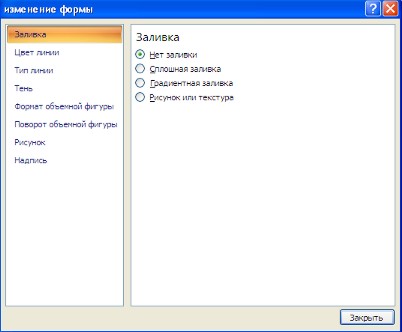 изменение формы
Заливка
Цвет линии
Тип линии
Тень
Формат объемной фигуры
Поворот объемной фигуры
Рисунок
Надпись
Заливка
Нет заливки
Сплошная заливка
Градиентная заливка
Рисунок или текстура
Закрыть